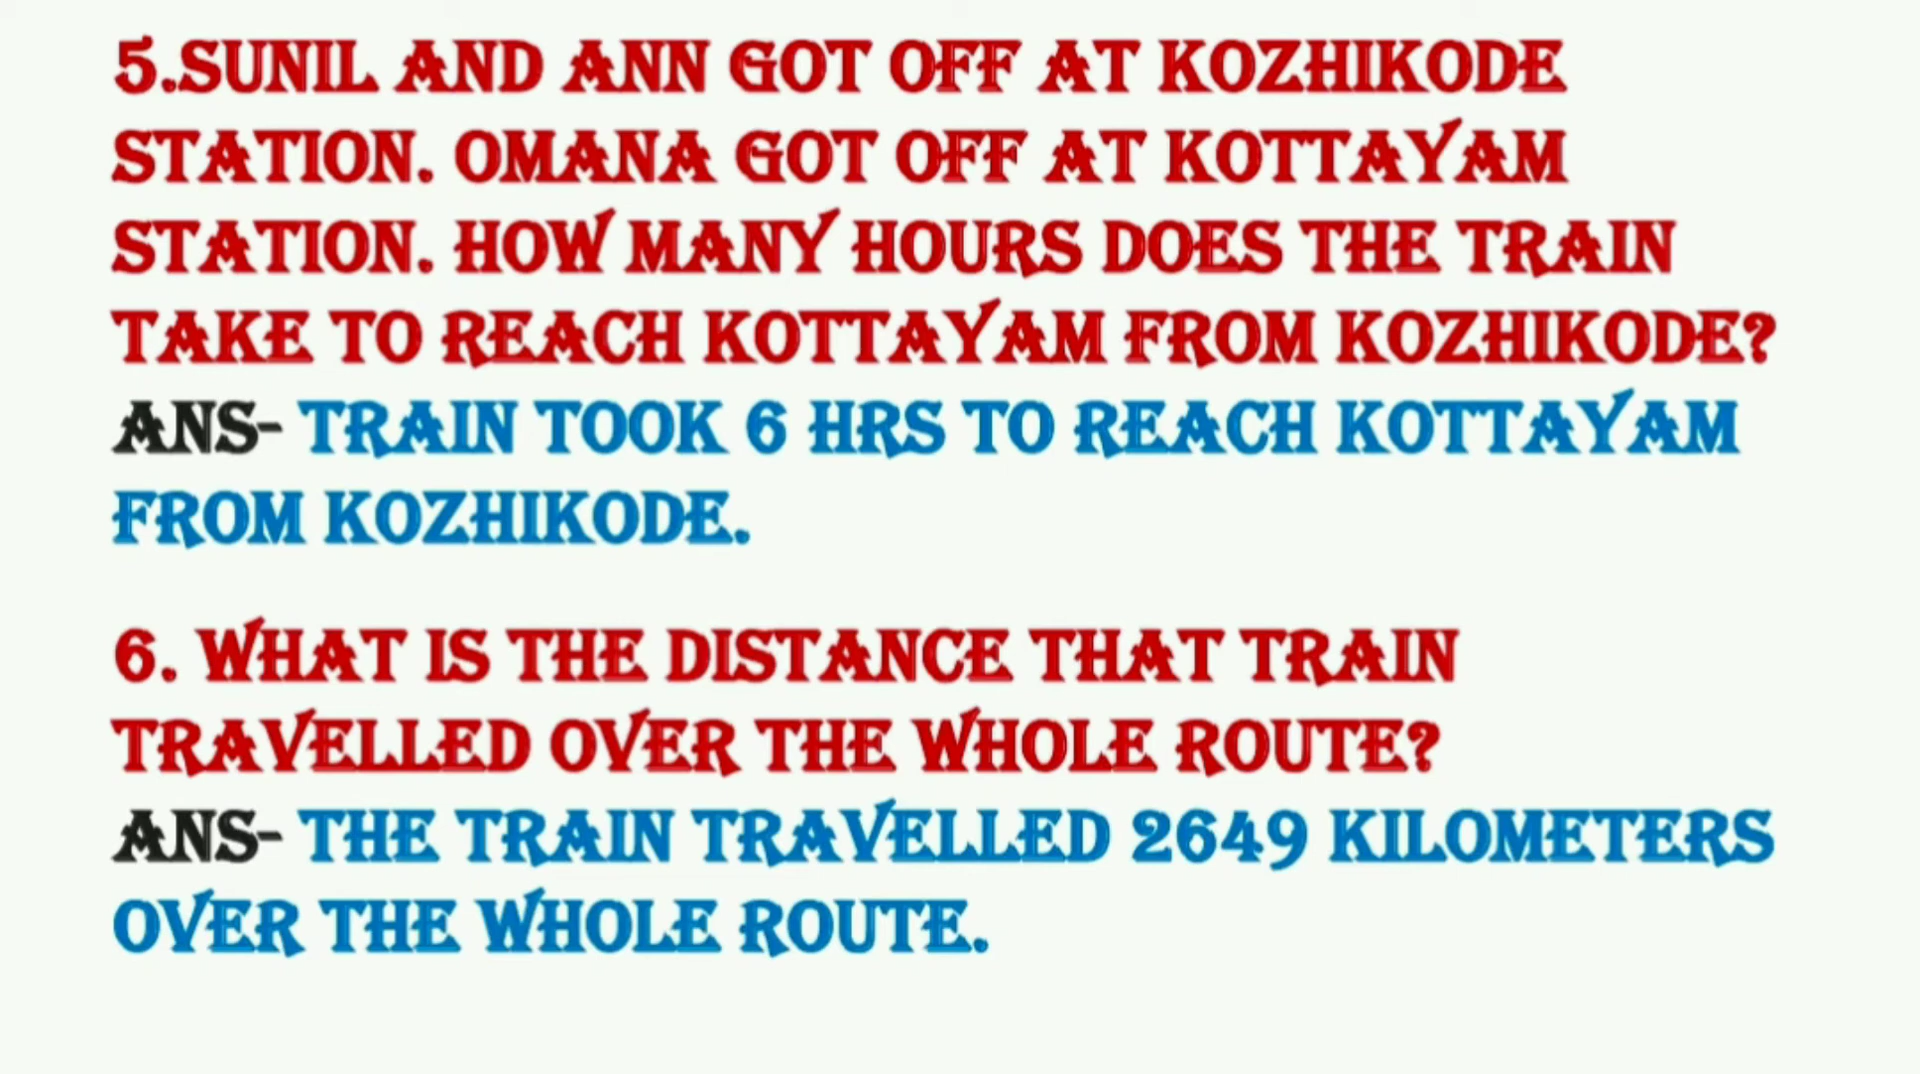 5.SUNIL AND ANN GOT OFF AT KOZHIKODE
STATION. OMANA GOT OFF AT KOTTAYAM
STATION. HOW MANY HOURS DOES THE TRAIN
TAKE TO REACH KOTTAYAM FROM KOZHIKODE?
ANS- TRAIN TOOK 6 HRS TO REACH KOTTAYAM
FROM KOZHIKODE.
6. WHAT IS THE DISTANCE THAT TRAIN
TRAVELLED OVER THE WHOLE ROUTE?
ANS- THE TRAIN TRAVELLED 2649 KILOMETERS
OVER THE WHOLE ROUTE.